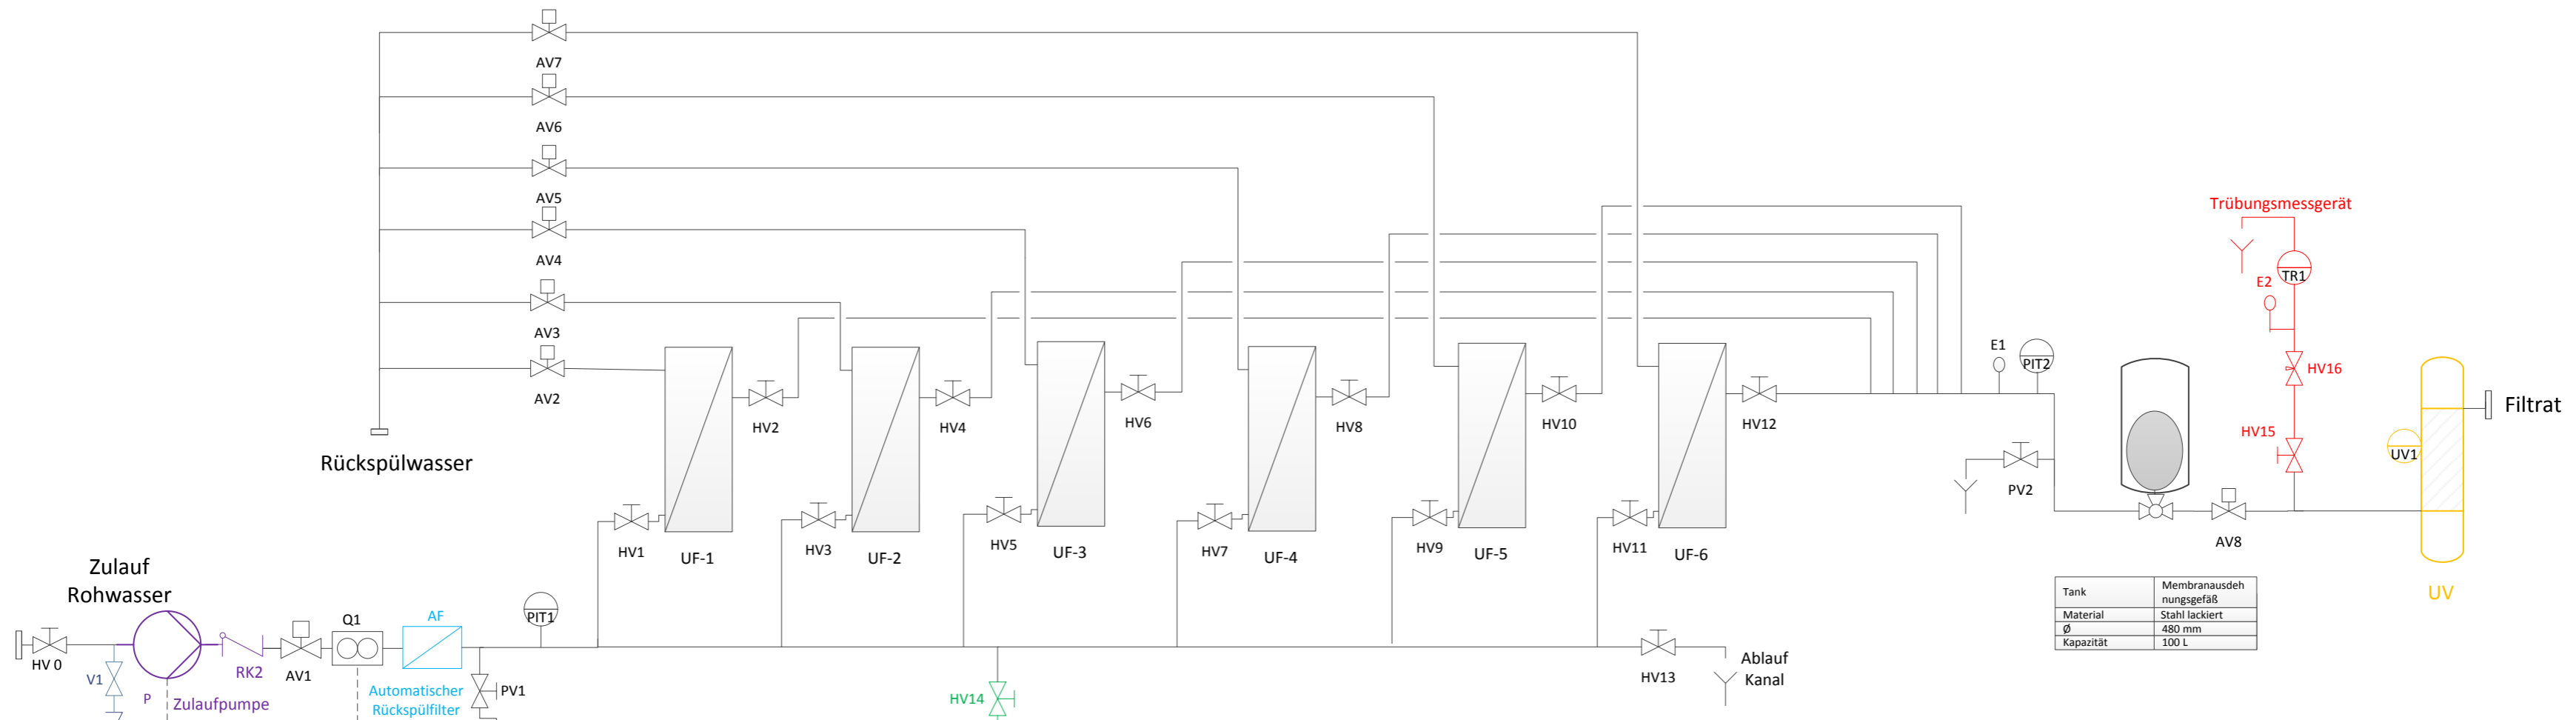 AV7
AV6
AV5
AV4
AV3
AV2
Rückspülwasser
Trübungsmessgerät
TR1
E2
HV16
HV15
E1
PIT2
Filtrat
UV1
HV2
HV4
HV6
HV8
HV10
HV12
PV2
AV8
HV1
UF-1
HV3
UF-2
HV5
UF-3
HV7
UF-4
HV9
UF-5
HV11
UF-6
UV
Tank Membranausdeh
nungsgefäß
Material Stahl lackiert
Ø 480 mm
Kapazität 100 L
Zulauf
Rohwasser
HV 0
V1
P
Zulaufpumpe
RK2
AV1
Q1
AF
Automatischer
Rückspülfilter
PIT1
PV1
HV14
HV13
Ablauf
Kanal